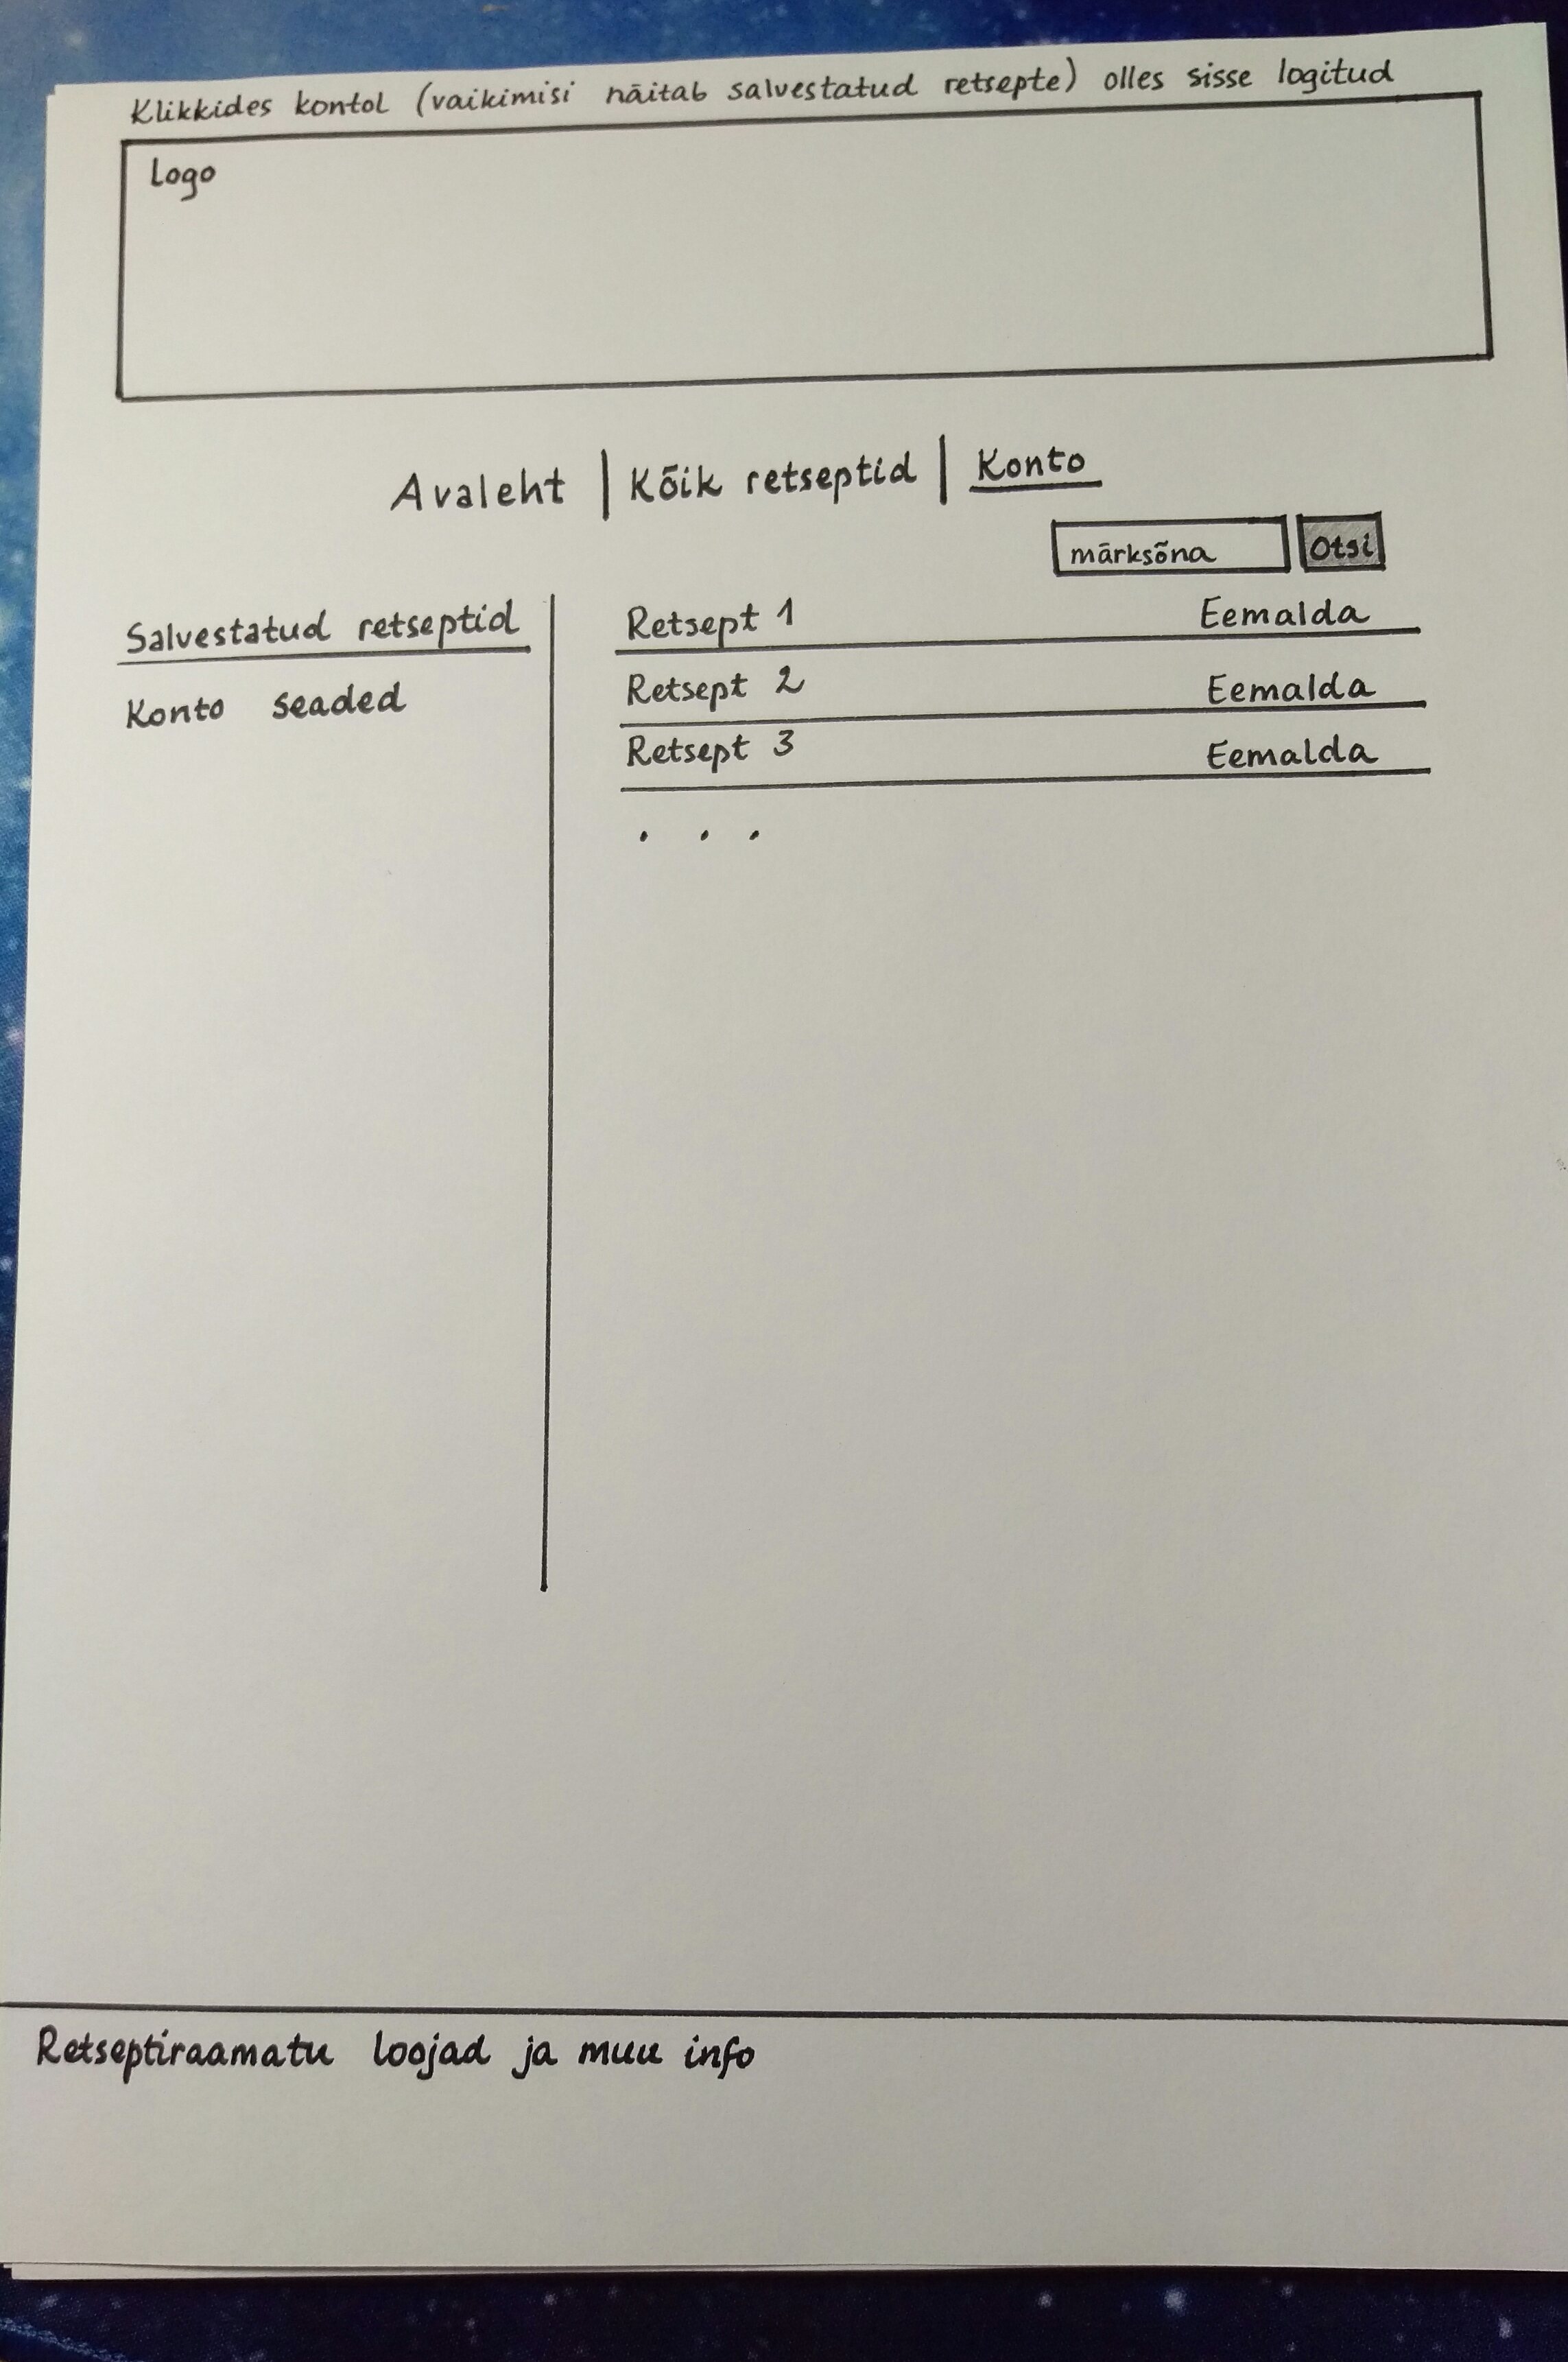 Klikkides kontol (vaikimisi näitab salvestatud retsepte) olles sisse logitud
Logo
Avaleht | Kõik retseptid | Konto
märksõna Otsi
Salvestatud retseptid
Konto seaded
Retsept 1 Eemalda
Retsept 2 Eemalda
Retsept 3 Eemalda
. . .
Retseptiraamatu loojad ja muu info